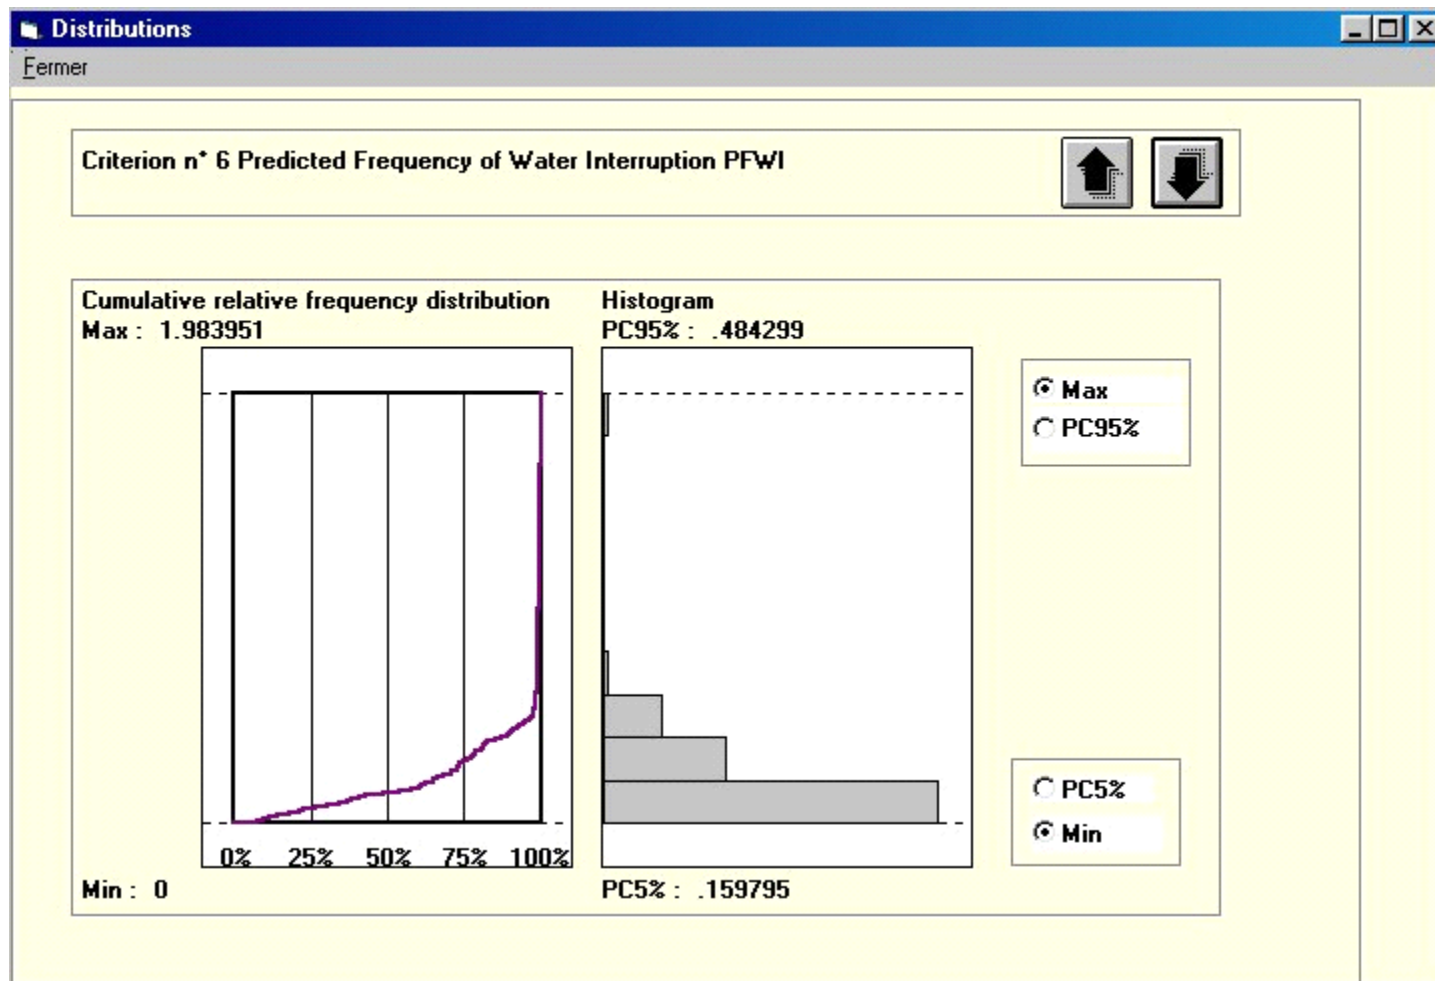 Distributions
Fermer
Criterion n° 6 Predicted Frequency of Water Interruption PFWI
Cumulative relative frequency distribution
Max : 1.983951
Histogram
PC95% : .484299
Max
PC95%
0% 25% 50% 75% 100%
PC5%
Min
Min : 0
PC5% : .159795